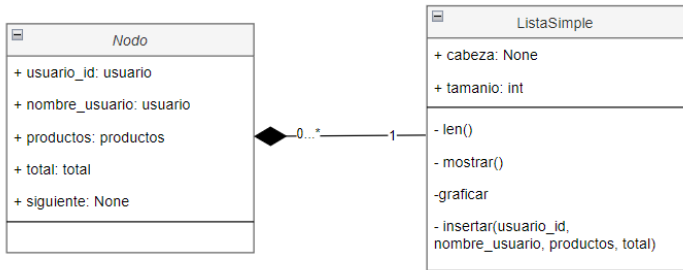 Nodo
+ usuario_id: usuario
+ nombre_usuario: usuario
+ productos: productos
+ total: total
+ siguiente: None
0...*
1
ListaSimple
+ cabeza: None
+ tamanio: int
- len()
- mostrar()
-graficar
- insertar(usuario_id,
nombre_usuario, productos, total)